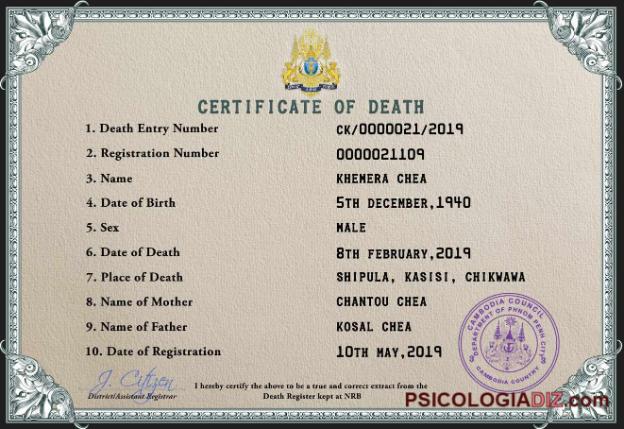 CERTIFICATE OF DEATH
1. Death Entry Number CK/0000021/2019
2. Registration Number 0000021109
3. Name KHEMERA CHEA
4. Date of Birth 5TH DECEMBER,1940
5. Sex MALE
6. Date of Death 8TH FEBRUARY,2019
7. Place of Death SHIPULA, KASISI, CHIKWAWA
8. Name of Mother CHANTOU CHEA
9. Name of Father KOSAL CHEA
10. Date of Registration 10TH MAY,2019
CAMBODIA COUNCIL
DEPARTMENT OF PHNOM PENH CITY
CAMBODIA COUNTRY
J. Citizen
District/Assistant Registrar
I hereby certify the above to be a true and correct extract from the
Death Register kept at NRB
PSICOLOGIADIZ.com